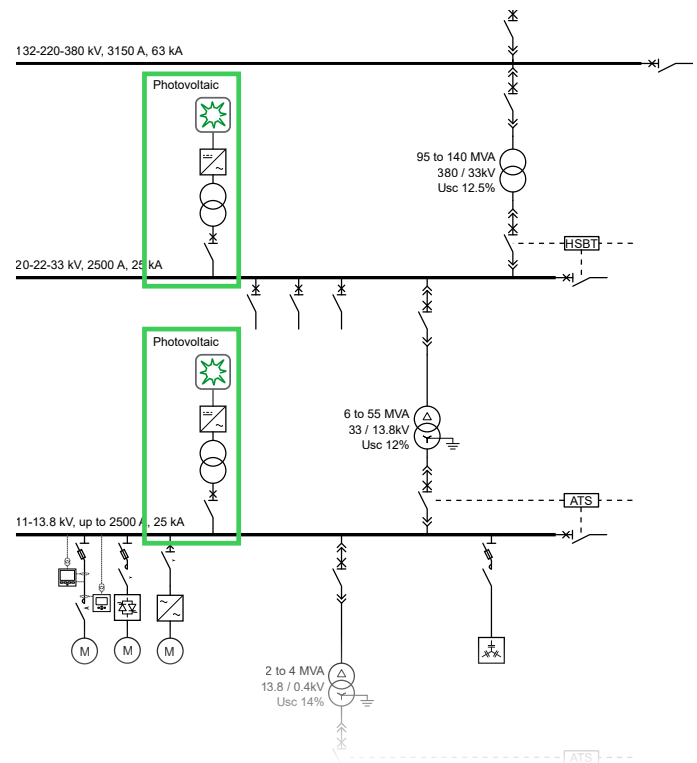 132-220-380 kV, 3150 A, 63 kA
Photovoltaic
95 to 140 MVA
380 / 33kV
Usc 12.5%
HSBT
20-22-33 kV, 2500 A, 25 kA
Photovoltaic
6 to 55 MVA
33 / 13.8kV
Usc 12%
ATS
11-13.8 kV, up to 2500 A, 25 kA
M
M
M
2 to 4 MVA
13.8 / 0.4kV
Usc 14%
ATS